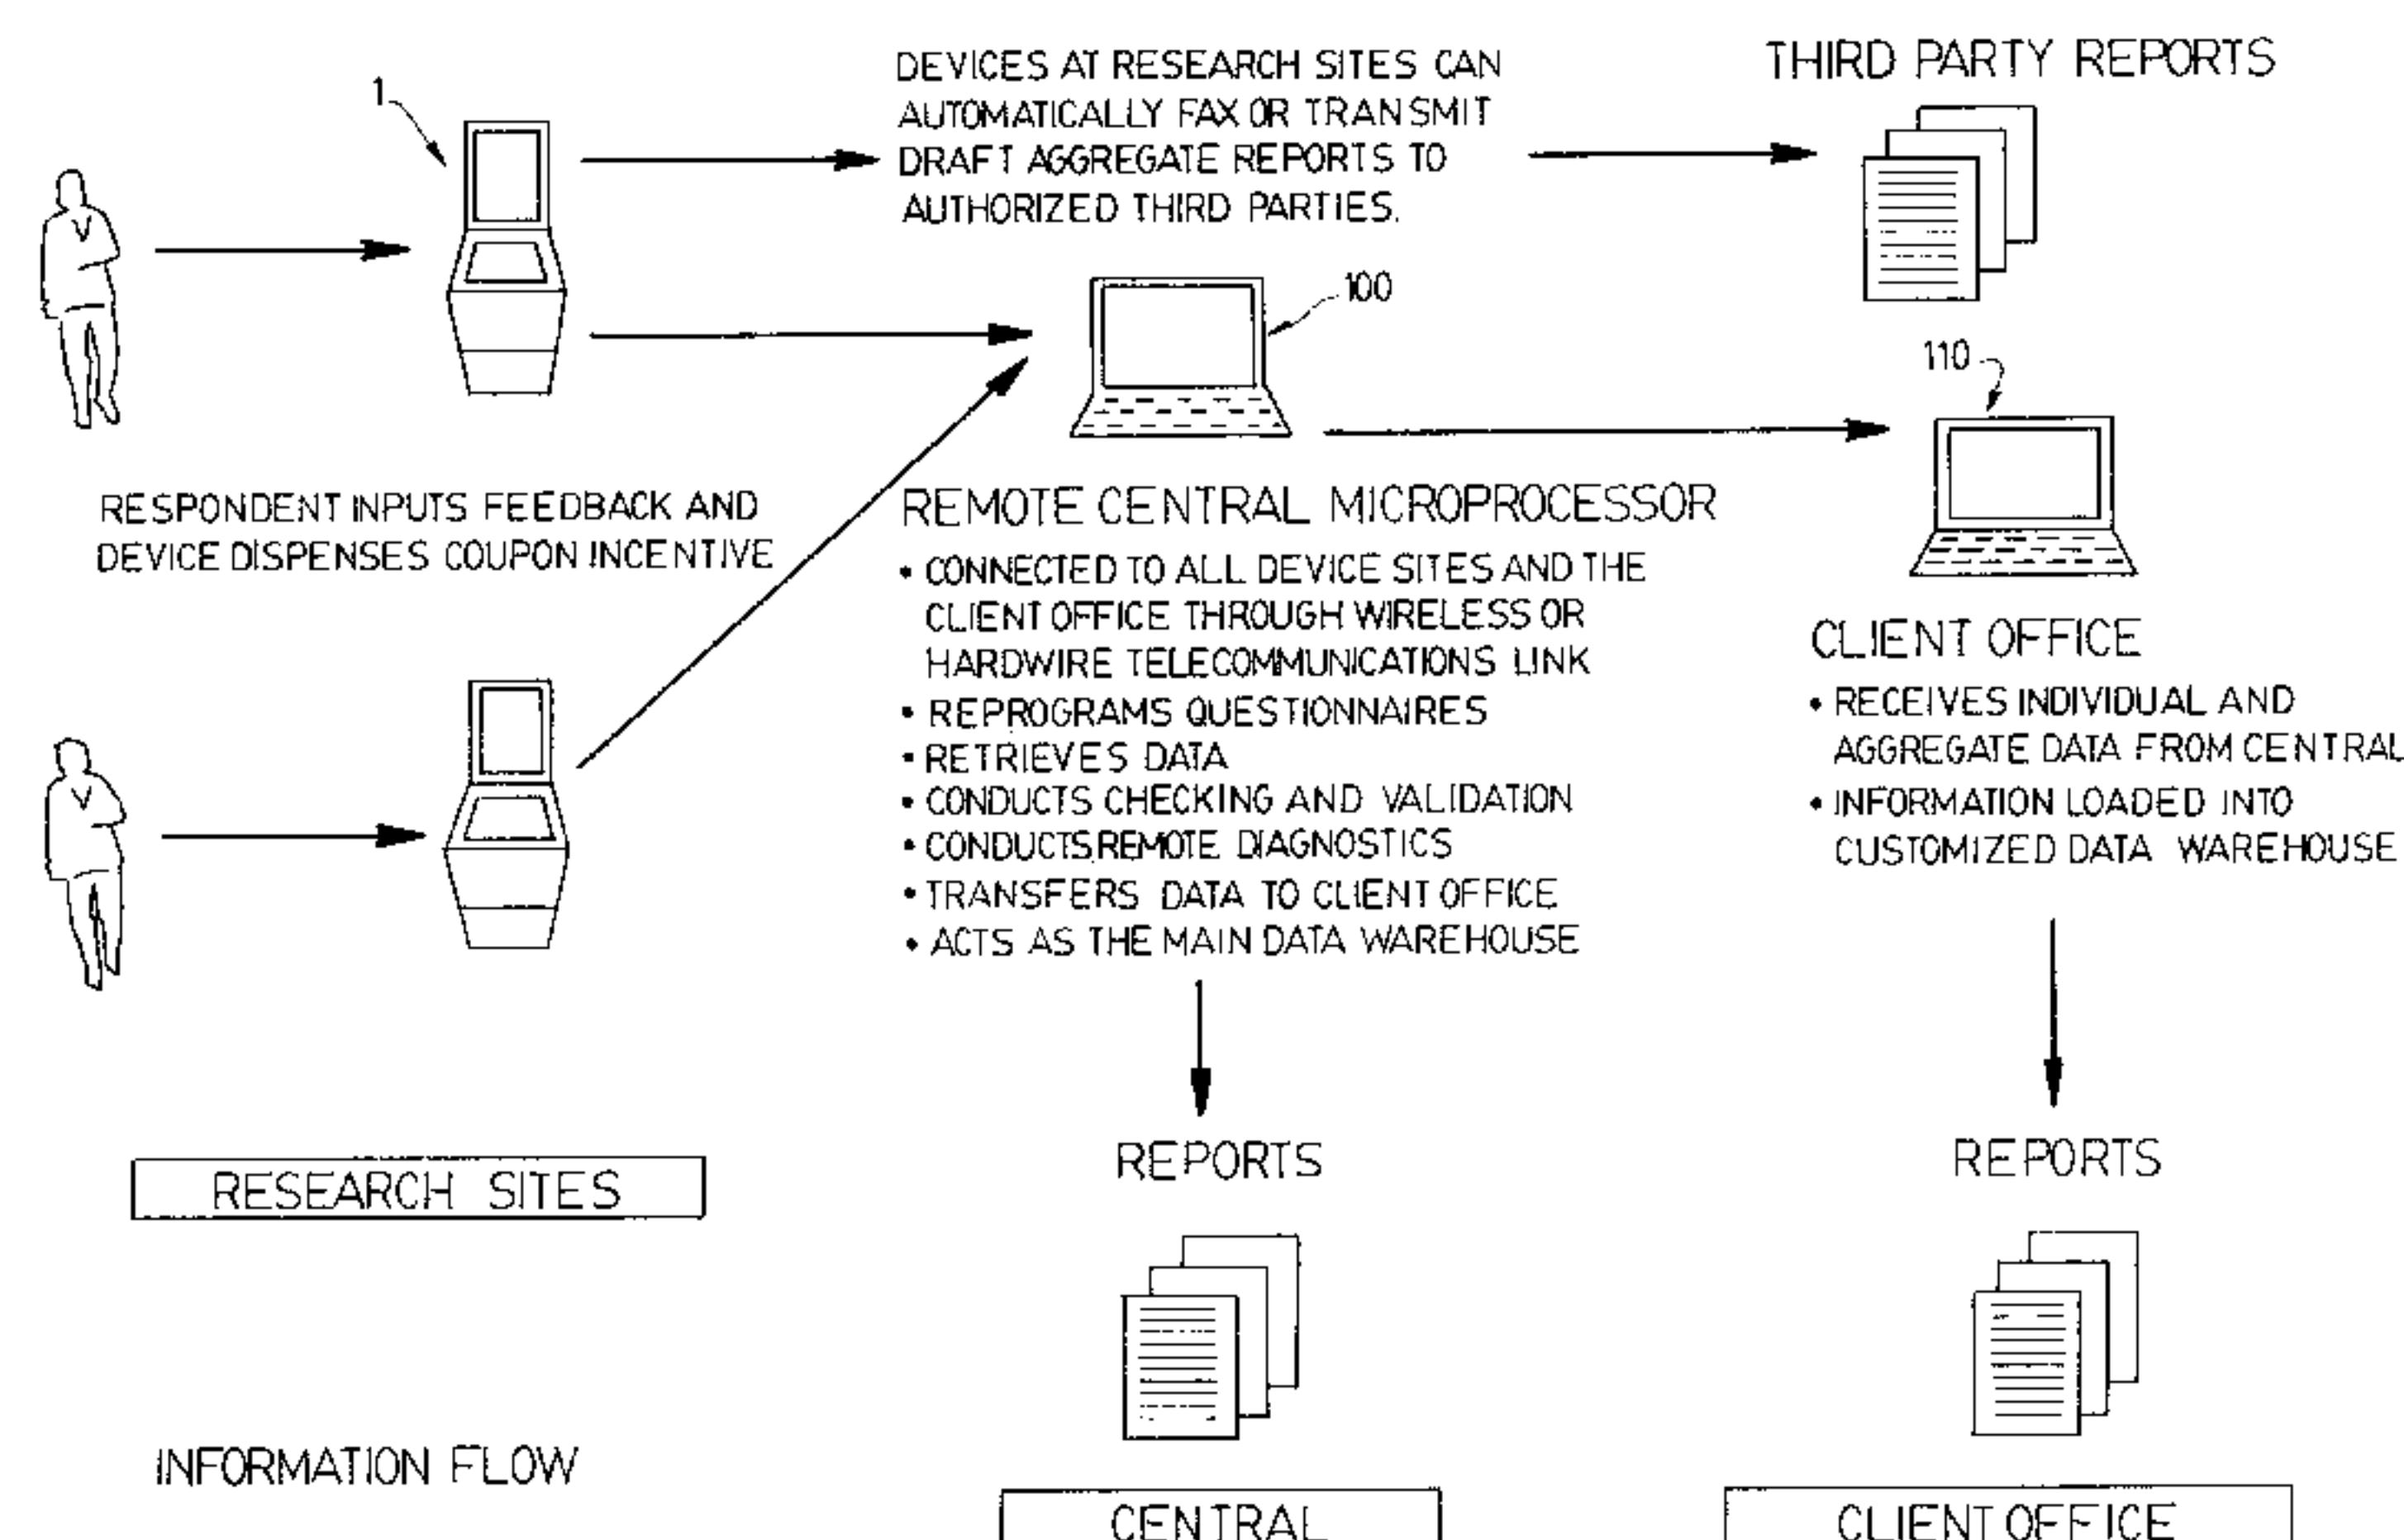 1
DEVICES AT RESEARCH SITES CAN
AUTOMATICALLY FAX OR TRANSMIT
DRAFT AGGREGATE REPORTS TO
AUTHORIZED THIRD PARTIES.
THIRD PARTY REPORTS
100
110
RESPONDENT INPUTS FEEDBACK AND
DEVICE DISPENSES COUPON INCENTIVE
REMOTE CENTRAL MICROPROCESSOR
• CONNECTED TO ALL DEVICE SITES AND THE
CLIENT OFFICE THROUGH WIRELESS OR
HARDWIRE TELECOMMUNICATIONS LINK
• REPROGRAMS QUESTIONNAIRES
• RETRIEVES DATA
• CONDUCTS CHECKING AND VALIDATION
• CONDUCTS REMOTE DIAGNOSTICS
• TRANSFERS DATA TO CLIENT OFFICE
• ACTS AS THE MAIN DATA WAREHOUSE
CLIENT OFFICE
• RECEIVES INDIVIDUAL AND
AGGREGATE DATA FROM CENTRAL
• INFORMATION LOADED INTO
CUSTOMIZED DATA WAREHOUSE
RESEARCH SITES
REPORTS
REPORTS
INFORMATION FLOW
CENTRAL
CLIENT OFFICE